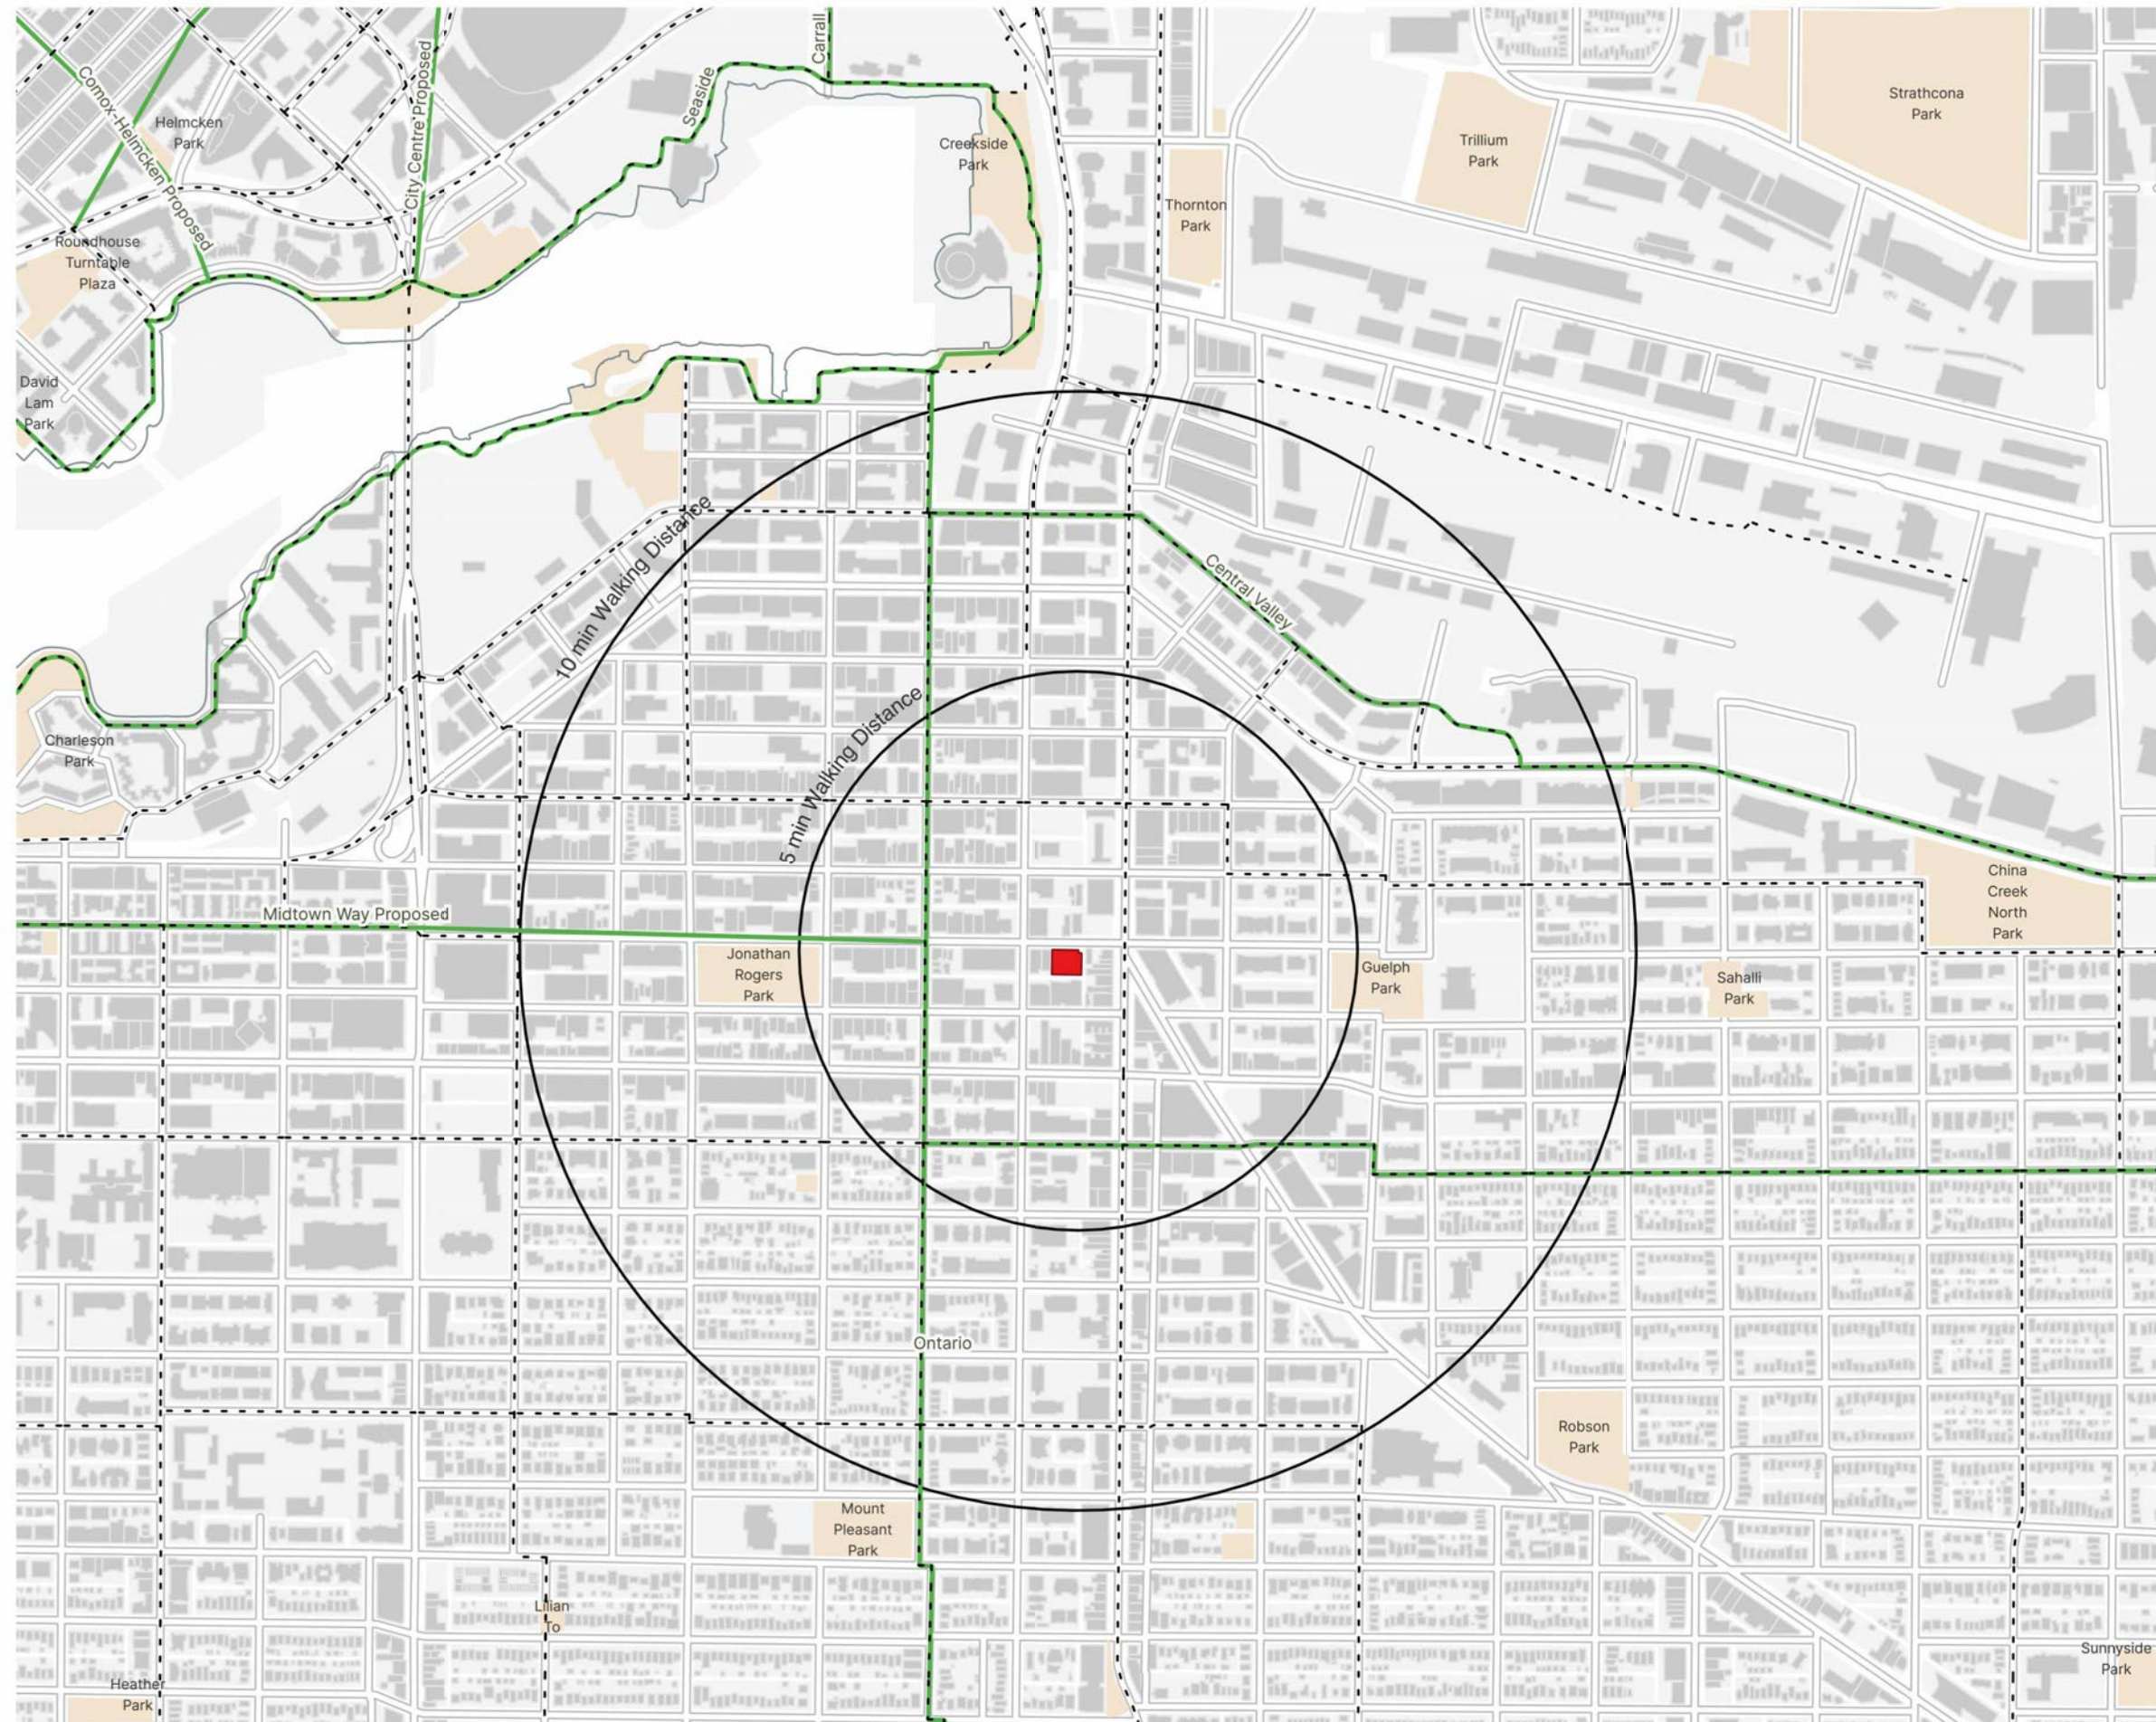 Carrall
Seaside
City Centre Proposed
Comox-Helmcken Proposed
Helmcken
Park
Strathcona
Park
Trillium
Park
Creekside
Park
Thornton
Park
Roundhouse
Turntable
Plaza
David
Lam
Park
10 min Walking Distance
Central Valley
5 min Walking Distance
Charleson
Park
China
Creek
North
Park
Midtown Way Proposed
Jonathan
Rogers
Park
Guelph
Park
Sahalli
Park
Ontario
Robson
Park
Mount
Pleasant
Park
Lilian
To
Sunnyside
Park
Heather
Park